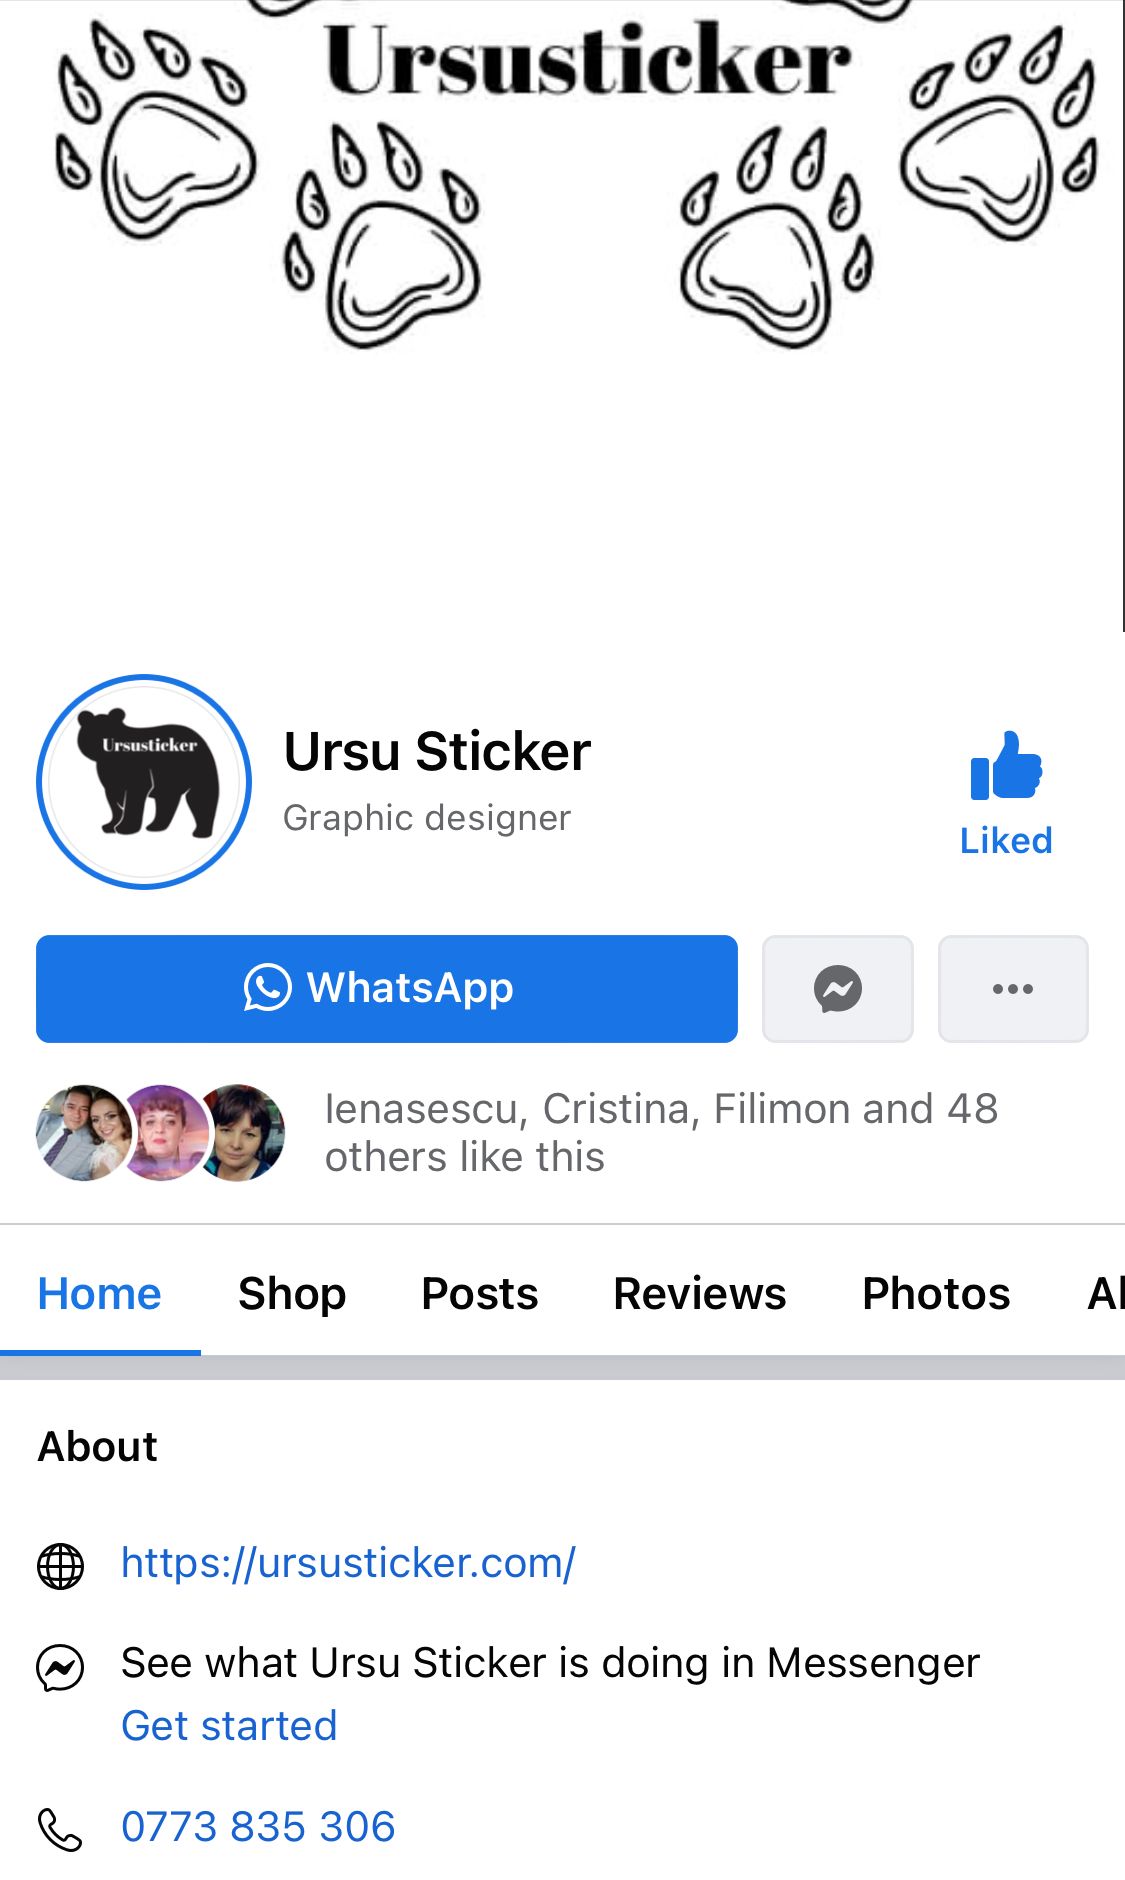 Ursusticker
Ursusticker
Ursu Sticker
Graphic designer
Liked
WhatsApp
Ienasescu, Cristina, Filimon and 48
others like this
Home Shop Posts Reviews Photos
About
https://ursusticker.com/
See what Ursu Sticker is doing in Messenger
Get started
0773 835 306